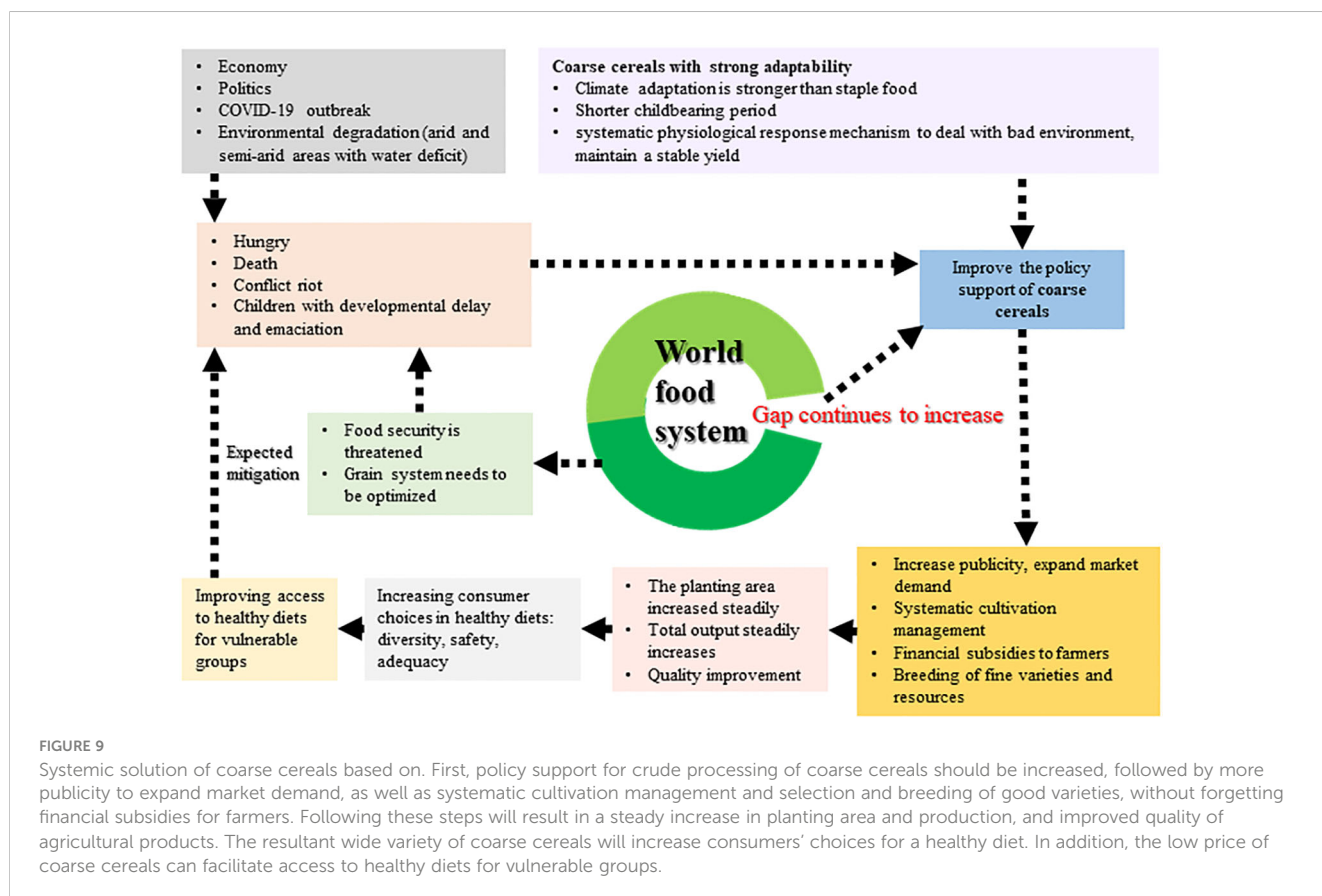 • Economy
• Politics
• COVID-19 outbreak
• Environmental degradation (arid and
semi-arid areas with water deficit)
Coarse cereals with strong adaptability
• Climate adaptation is stronger than staple food
• Shorter childbearing period
• systematic physiological response mechanism to deal with bad environment,
maintain a stable yield
• Hungry
• Death
• Conflict riot
• Children with developmental delay
and emaciation
Improve the policy
support of coarse
cereals
World
food
system
Gap continues to increase
• Food security is
threatened
• Grain system needs to
be optimized
Expected
mitigation
Improving access
to healthy diets
for vulnerable
groups
Increasing consumer
choices in healthy diets:
diversity, safety,
adequacy
• The planting area
increased steadily
• Total output steadily
increases
• Quality improvement
• Increase publicity, expand market
demand
• Systematic cultivation
management
• Financial subsidies to farmers
• Breeding of fine varieties and
resources
FIGURE 9
Systemic solution of coarse cereals based on. First, policy support for crude processing of coarse cereals should be increased, followed by more
publicity to expand market demand, as well as systematic cultivation management and selection and breeding of good varieties, without forgetting
financial subsidies for farmers. Following these steps will result in a steady increase in planting area and production, and improved quality of
agricultural products. The resultant wide variety of coarse cereals will increase consumers' choices for a healthy diet. In addition, the low price of
coarse cereals can facilitate access to healthy diets for vulnerable groups.